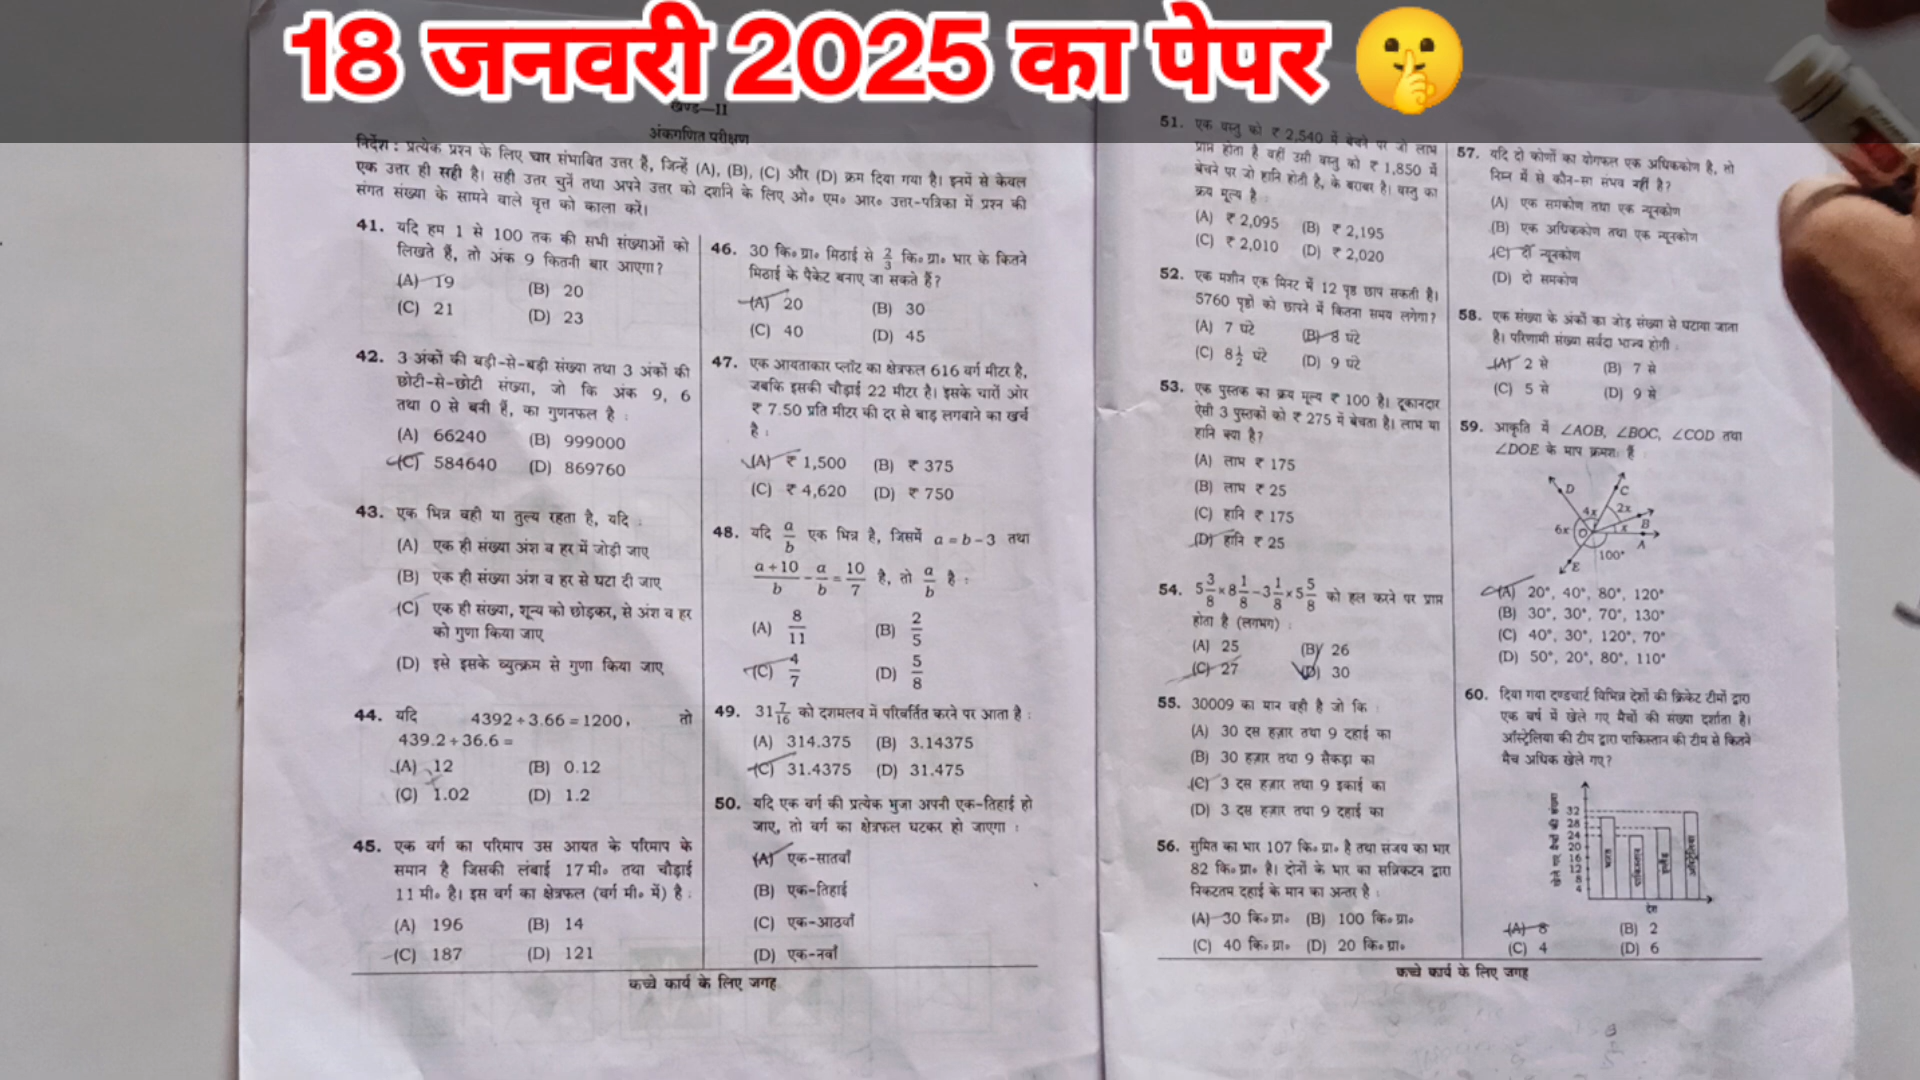 18 जनवरी 2025 का पेपर
खण्ड—II
अंकगणित परीक्षण
निर्देश : प्रत्येक प्रश्न के लिए चार संभावित उत्तर है, जिन्हें (A), (B), (C) और (D) क्रम दिया गया है। इनमें से केवल
एक उत्तर ही सही है। सही उत्तर चुनें तथा अपने उत्तर को दर्शाने के लिए ओ॰ एम॰ आर॰ उत्तर-पत्रिका में प्रश्न की
संगत संख्या के सामने वाले वृत्त को काला करें।
41. यदि हम 1 से 100 तक की सभी संख्याओं को
लिखते हैं, तो अंक 9 कितनी बार आएगा?
(A) 19
(B) 20
(C) 21
(D) 23
42. 3 अंकों की बड़ी-से-बड़ी संख्या तथा 3 अंकों की
छोटी-से-छोटी संख्या, जो कि अंक 9, 6
तथा 0 से बनी हैं, का गुणनफल है :
(A) 66240
(B) 999000
(C) 584640
(D) 869760
43. एक भिन्न वही या तुल्य रहता है, यदि :
(A) एक ही संख्या अंश व हर में जोड़ी जाए
(B) एक ही संख्या अंश व हर से घटा दी जाए
(C) एक ही संख्या, शून्य को छोड़कर, से अंश व हर
को गुणा किया जाए
(D) इसे इसके व्युत्क्रम से गुणा किया जाए
44. यदि 4392 ÷ 3.66 = 1200, तो
439.2 ÷ 36.6 =
(A) 12
(B) 0.12
(C) 1.02
(D) 1.2
45. एक वर्ग का परिमाप उस आयत के परिमाप के
समान है जिसकी लंबाई 17 मी॰ तथा चौड़ाई
11 मी॰ है। इस वर्ग का क्षेत्रफल (वर्ग मी॰ में) है :
(A) 196
(B) 14
(C) 187
(D) 121
46. 30 कि॰ग्रा॰ मिठाई से 2/3 कि॰ग्रा॰ भार के कितने
मिठाई के पैकेट बनाए जा सकते हैं?
(A) 20
(B) 30
(C) 40
(D) 45
47. एक आयताकार प्लॉट का क्षेत्रफल 616 वर्ग मीटर है,
जबकि इसकी चौड़ाई 22 मीटर है। इसके चारों ओर
₹ 7.50 प्रति मीटर की दर से बाड़ लगवाने का खर्च
है :
(A) ₹ 1,500
(B) ₹ 375
(C) ₹ 4,620
(D) ₹ 750
48. यदि a/b एक भिन्न है, जिसमें a = b – 3 तथा
(a+10)/b – a/b = 10/7 है, तो a/b है :
(A) 8/11
(B) 2/5
(C) 4/7
(D) 5/8
49. 31 7/16 को दशमलव में परिवर्तित करने पर आता है :
(A) 314.375
(B) 3.14375
(C) 31.4375
(D) 31.475
50. यदि एक वर्ग की प्रत्येक भुजा अपनी एक-तिहाई हो
जाए, तो वर्ग का क्षेत्रफल घटकर हो जाएगा :
(A) एक-सातवाँ
(B) एक-तिहाई
(C) एक-आठवाँ
(D) एक-नवाँ
कच्चे कार्य के लिए जगह
51. एक वस्तु को ₹ 2,540 में बेचने पर जो लाभ
प्राप्त होता है वहीं उसी वस्तु को ₹ 1,850 में
बेचने पर जो हानि होती है, के बराबर है। वस्तु का
क्रय मूल्य है :
(A) ₹ 2,095
(B) ₹ 2,195
(C) ₹ 2,010
(D) ₹ 2,020
52. एक मशीन एक मिनट में 12 पृष्ठ छाप सकती है।
5760 पृष्ठों को छापने में कितना समय लगेगा?
(A) 7 घंटे
(B) 8 घंटे
(C) 8 1/2 घंटे
(D) 9 घंटे
53. एक पुस्तक का क्रय मूल्य ₹ 100 है। दूकानदार
ऐसी 3 पुस्तकों को ₹ 275 में बेचता है। लाभ या
हानि क्या है?
(A) लाभ ₹ 175
(B) लाभ ₹ 25
(C) हानि ₹ 175
(D) हानि ₹ 25
54. 5 3/8 × 8 1/8 – 3 1/8 × 5 5/8 को हल करने पर प्राप्त
होता है (लगभग) :
(A) 25
(B) 26
(C) 27
(D) 30
55. 30009 का मान वही है जो कि :
(A) 30 दस हज़ार तथा 9 दहाई का
(B) 30 हज़ार तथा 9 सैकड़ा का
(C) 3 दस हज़ार तथा 9 इकाई का
(D) 3 दस हज़ार तथा 9 दहाई का
56. सुमित का भार 107 कि॰ग्रा॰ है तथा संजय का भार
82 कि॰ग्रा॰ है। दोनों के भार का सन्निकटन द्वारा
निकटतम दहाई के मान का अन्तर है :
(A) 30 कि॰ग्रा॰
(B) 100 कि॰ग्रा॰
(C) 40 कि॰ग्रा॰
(D) 20 कि॰ग्रा॰
57. यदि दो कोणों का योगफल एक अधिककोण है, तो
निम्न में से कौन-सा संभव नहीं है?
(A) एक समकोण तथा एक न्यूनकोण
(B) एक अधिककोण तथा एक न्यूनकोण
(C) दो न्यूनकोण
(D) दो समकोण
58. एक संख्या के अंकों का जोड़ संख्या से घटाया जाता
है। परिणामी संख्या सर्वदा भाज्य होगी :
(A) 2 से
(B) 7 से
(C) 5 से
(D) 9 से
59. आकृति में ∠AOB, ∠BOC, ∠COD तथा
∠DOE के माप क्रमशः हैं :
D
C
4x
2x
B
6x
O
x
A
100°
E
(A) 20°, 40°, 80°, 120°
(B) 30°, 30°, 70°, 130°
(C) 40°, 30°, 120°, 70°
(D) 50°, 20°, 80°, 110°
60. दिया गया दण्डचार्ट विभिन्न देशों की क्रिकेट टीमों द्वारा
एक वर्ष में खेले गए मैचों की संख्या दर्शाता है।
ऑस्ट्रेलिया की टीम द्वारा पाकिस्तान की टीम से कितने
मैच अधिक खेले गए?
32
28
24
20
16
12
8
4
भारत
पाकिस्तान
ऑस्ट्रेलिया
देश
(A) 8
(B) 2
(C) 4
(D) 6
कच्चे कार्य के लिए जगह